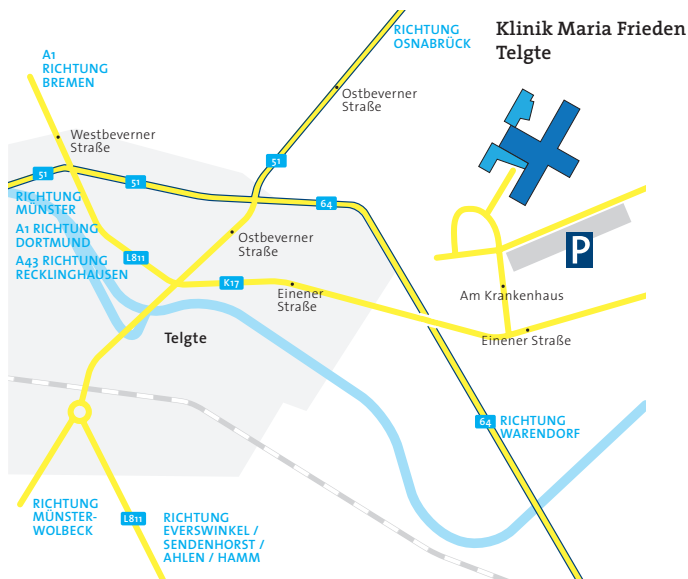 Klinik Maria Frieden
Telgte
RICHTUNG
OSNABRÜCK
A1
RICHTUNG
BREMEN
Ostbeverner
Straße
Westbeverner
Straße
51
51
51
64
RICHTUNG
MÜNSTER
A1 RICHTUNG
DORTMUND
A43 RICHTUNG
RECKLINGHAUSEN
L811
Ostbeverner
Straße
P
K17
Einener
Straße
Am Krankenhaus
Einener Straße
Telgte
64
RICHTUNG
WARENDORF
RICHTUNG
MÜNSTER-
WOLBECK
L811
RICHTUNG
EVERSWINKEL /
SENDENHORST /
AHLEN / HAMM